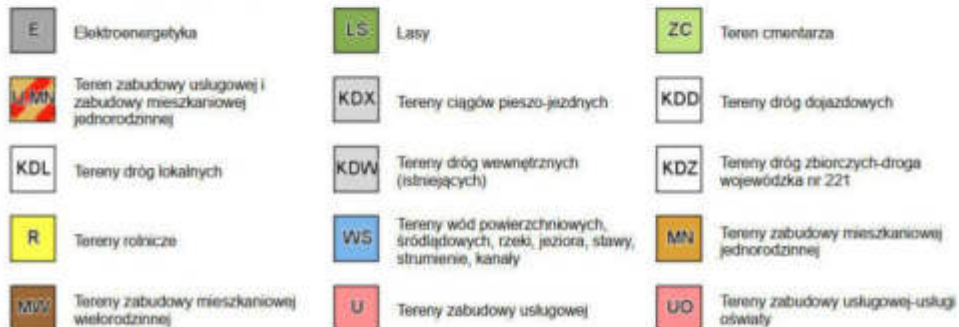 E Elektroenergetyka
LS Lasy
ZC Teren cmentarza
U/MN Teren zabudowy usługowej i
zabudowy mieszkaniowej
jednorodzinnej
KDX Tereny ciągów pieszo-jezdnych
KDD Tereny dróg dojazdowych
KDL Tereny dróg lokalnych
KDW Tereny dróg wewnętrznych
(istniejących)
KDZ Tereny dróg zbiorczych-droga
wojewódzka nr 221
R Tereny rolnicze
WS Tereny wód powierzchniowych,
śródlądowych, rzeki, jeziora, stawy,
strumienie, kanały
MN Tereny zabudowy mieszkaniowej
jednorodzinnej
MW Tereny zabudowy mieszkaniowej
wielorodzinnej
U Tereny zabudowy usługowej
UO Tereny zabudowy usługowej-usługi
oświaty